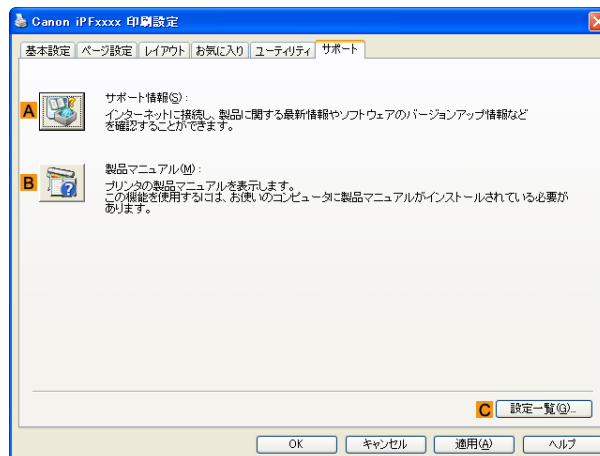 Canon iPFxxxx 印刷設定
基本設定 ページ設定 レイアウト お気に入り ユーティリティ サポート
A
サポート情報(S) :
インターネットに接続し、製品に関する最新情報やソフトウェアのバージョンアップ情報など
を確認することができます。
B
製品マニュアル(M) :
プリンタの製品マニュアルを表示します。
この機能を使用するには、お使いのコンピュータに製品マニュアルがインストールされている必要が
あります。
C 設定一覧(G)...
OK キャンセル 適用(A) ヘルプ